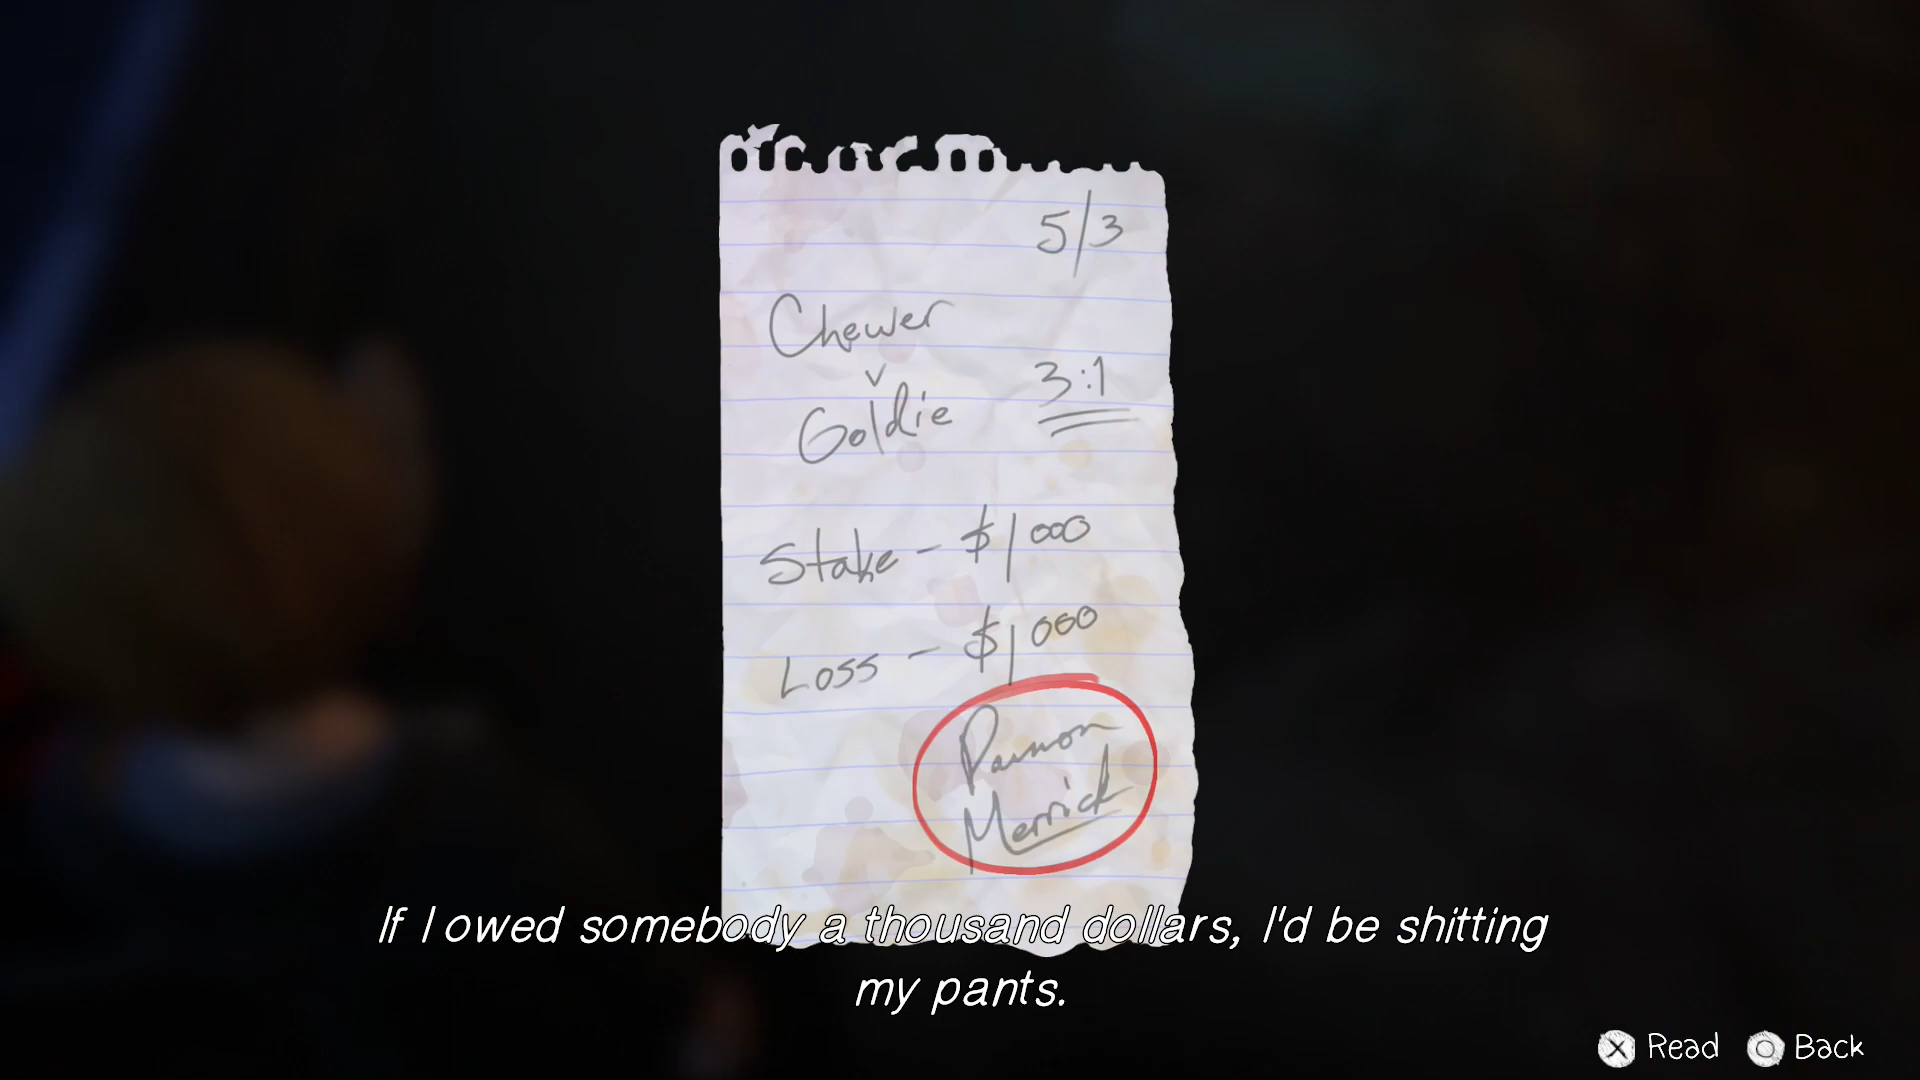 5/3
Chewer
v
Goldie 3:1
Stake - $1000
Loss - $1000
Damon
Merrick
If I owed somebody a thousand dollars, I'd be shitting
my pants.
Read Back